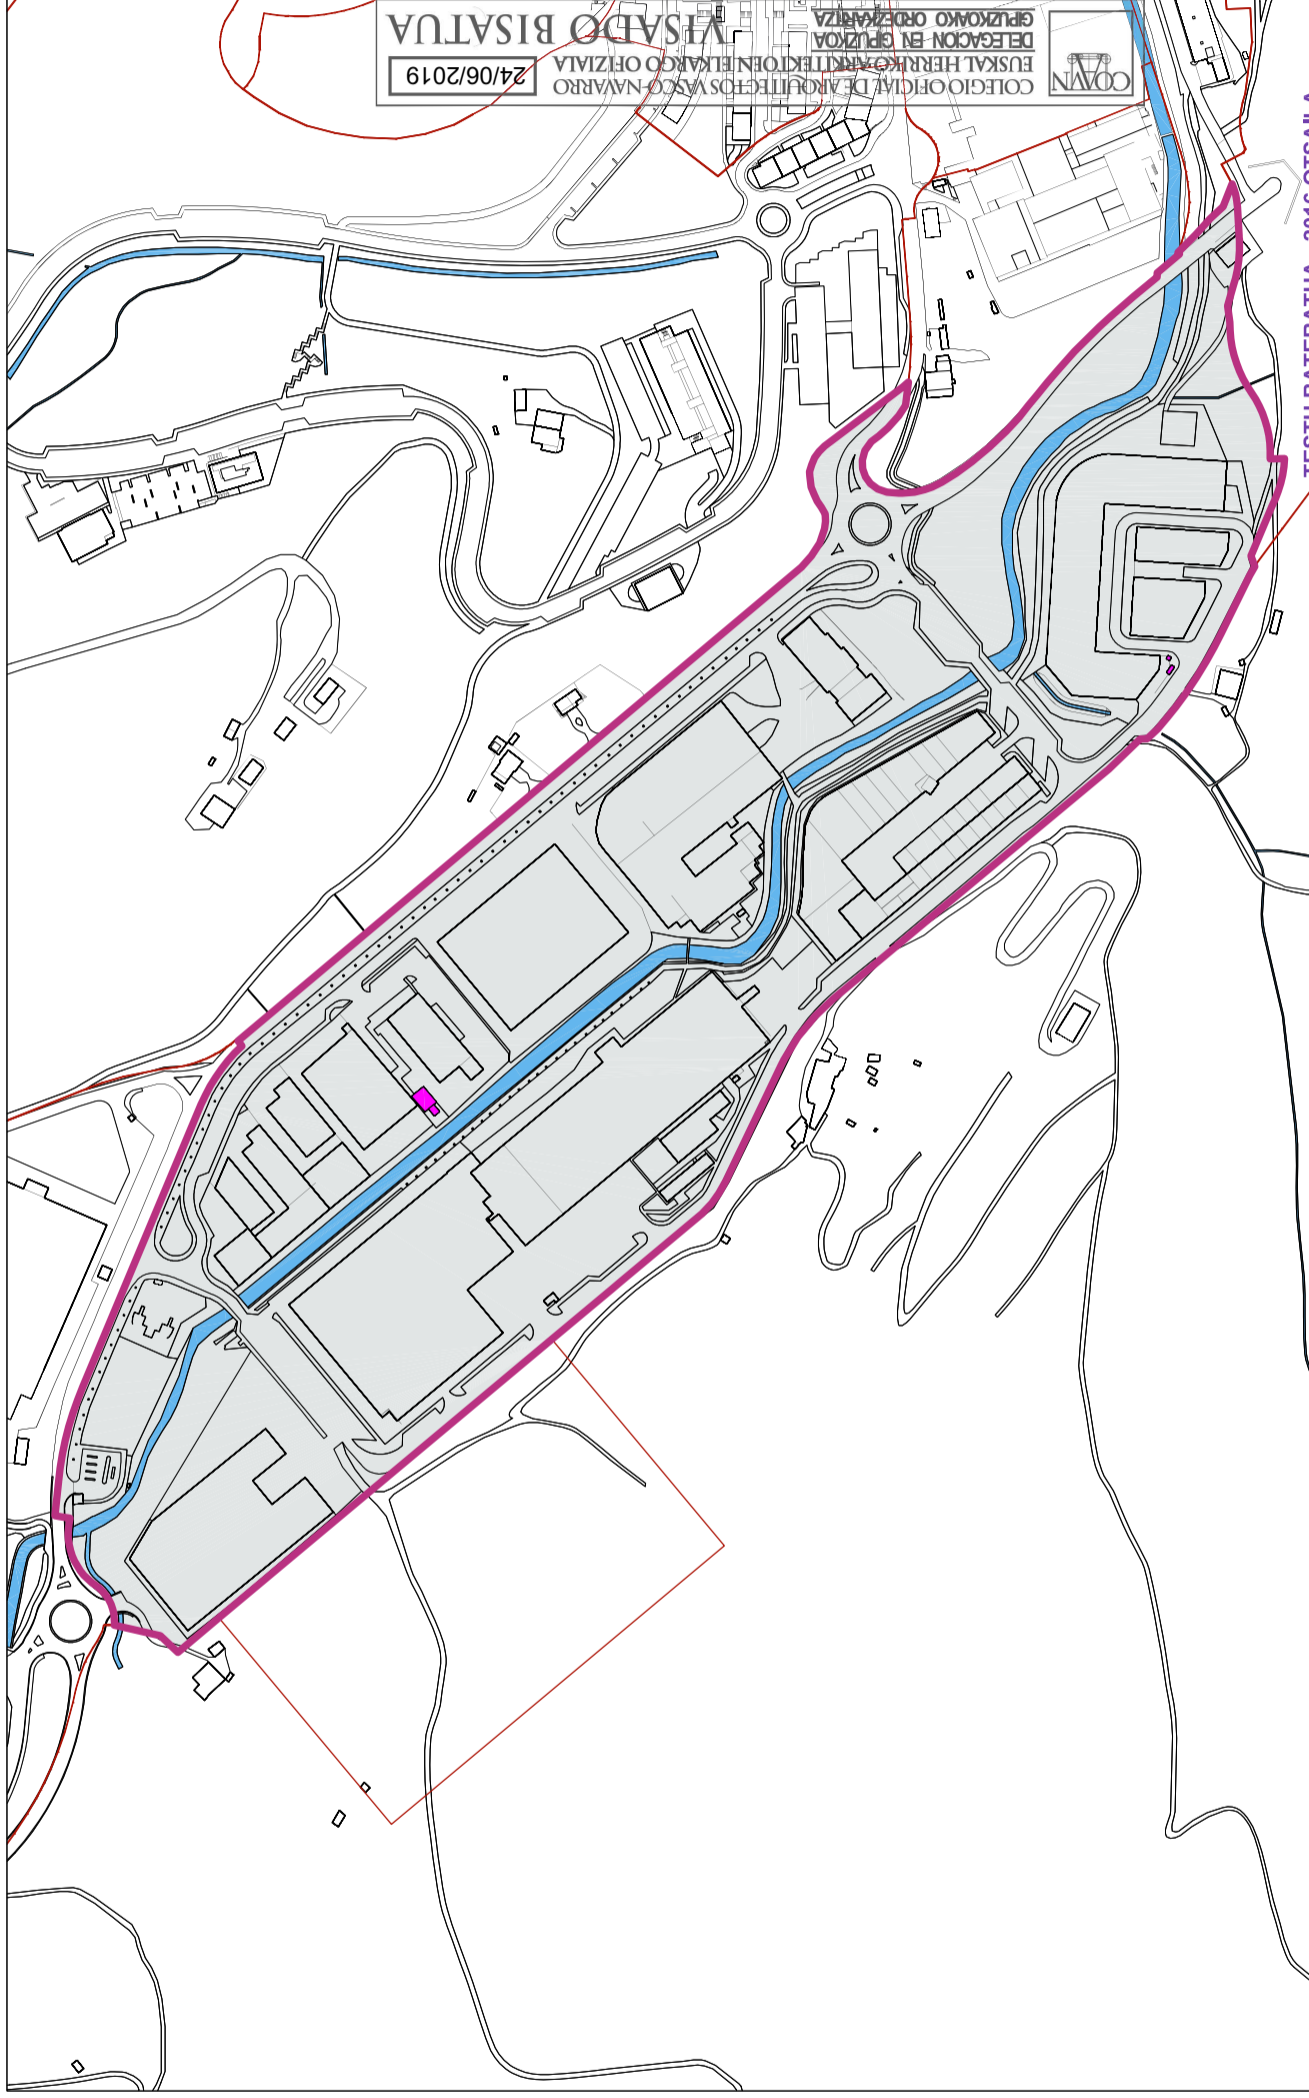 COLEGIO OFICIAL DE ARQUITECTOS VASCO-NAVARRO
EUSKAL HERRIKO ARKITEKTOEN ELKARGO OFIZIALA
DELEGACION EN GIPUZKOA
GIPUZKOAKO ORDEZKARITZA
24/06/2019
VISADO BISATUA